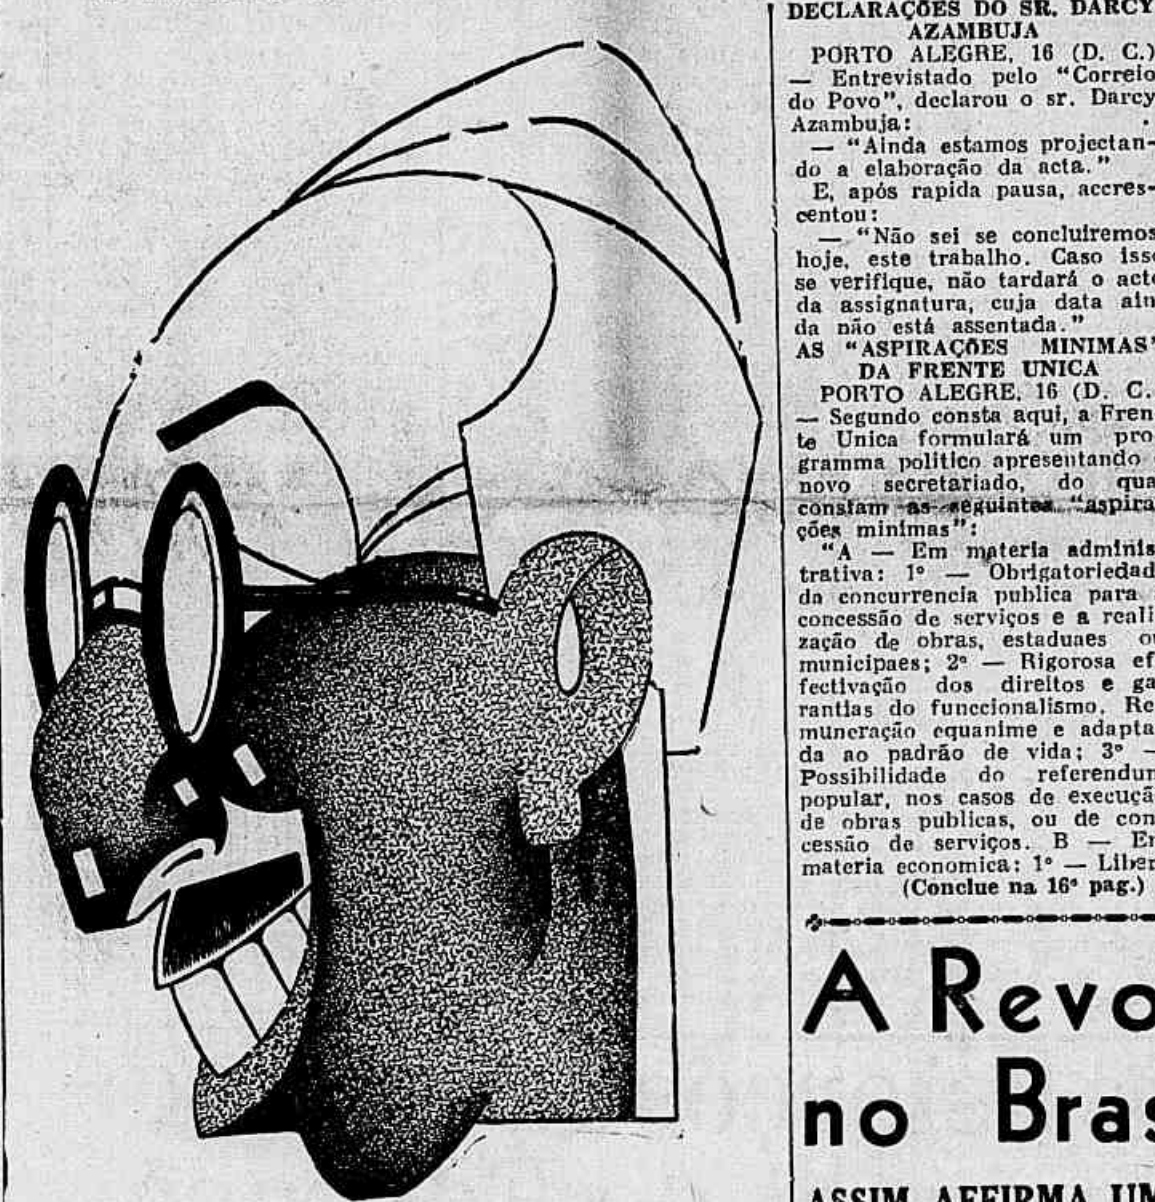 DECLARAÇÕES DO SR. DARCY
AZAMBUJA
PORTO ALEGRE, 16 (D. C.)
— Entrevistado pelo "Correio
do Povo", declarou o sr. Darcy
Azambuja:
— "Ainda estamos projectan-
do a elaboração da acta."
E, após rapida pausa, accres-
centou:
— "Não sei se concluiremos
hoje, este trabalho. Caso isso
se verifique, não tardará o acto
da assignatura, cuja data ain
da não está assentada."
AS "ASPIRAÇÕES MINIMAS"
DA FRENTE UNICA
PORTO ALEGRE, 16 (D. C.
— Segundo consta aqui, a Fren
te Unica formulará um pro
gramma politico apresentando
novo secretariado, do qua
constam as seguintes "aspira
ções minimas":
"A — Em materia adminis
trativa: 1º — Obrigatoriedad
da concurrencia publica para
concessão de serviços e a reali
zação de obras, estaduaes ou
municipaes; 2º — Rigorosa ef
fectivação dos direitos e ga
rantias do funccionalismo. Re
muneração equanime e adapta
da ao padrão de vida; 3º —
Possibilidade do referendum
popular, nos casos de execuçã
de obras publicas, ou de con
cessão de serviços. B — Em
materia economica: 1º — Liber
(Conclue na 16ª pag.)
A Revo
no Bras
ASSIM AFFIRMA UM